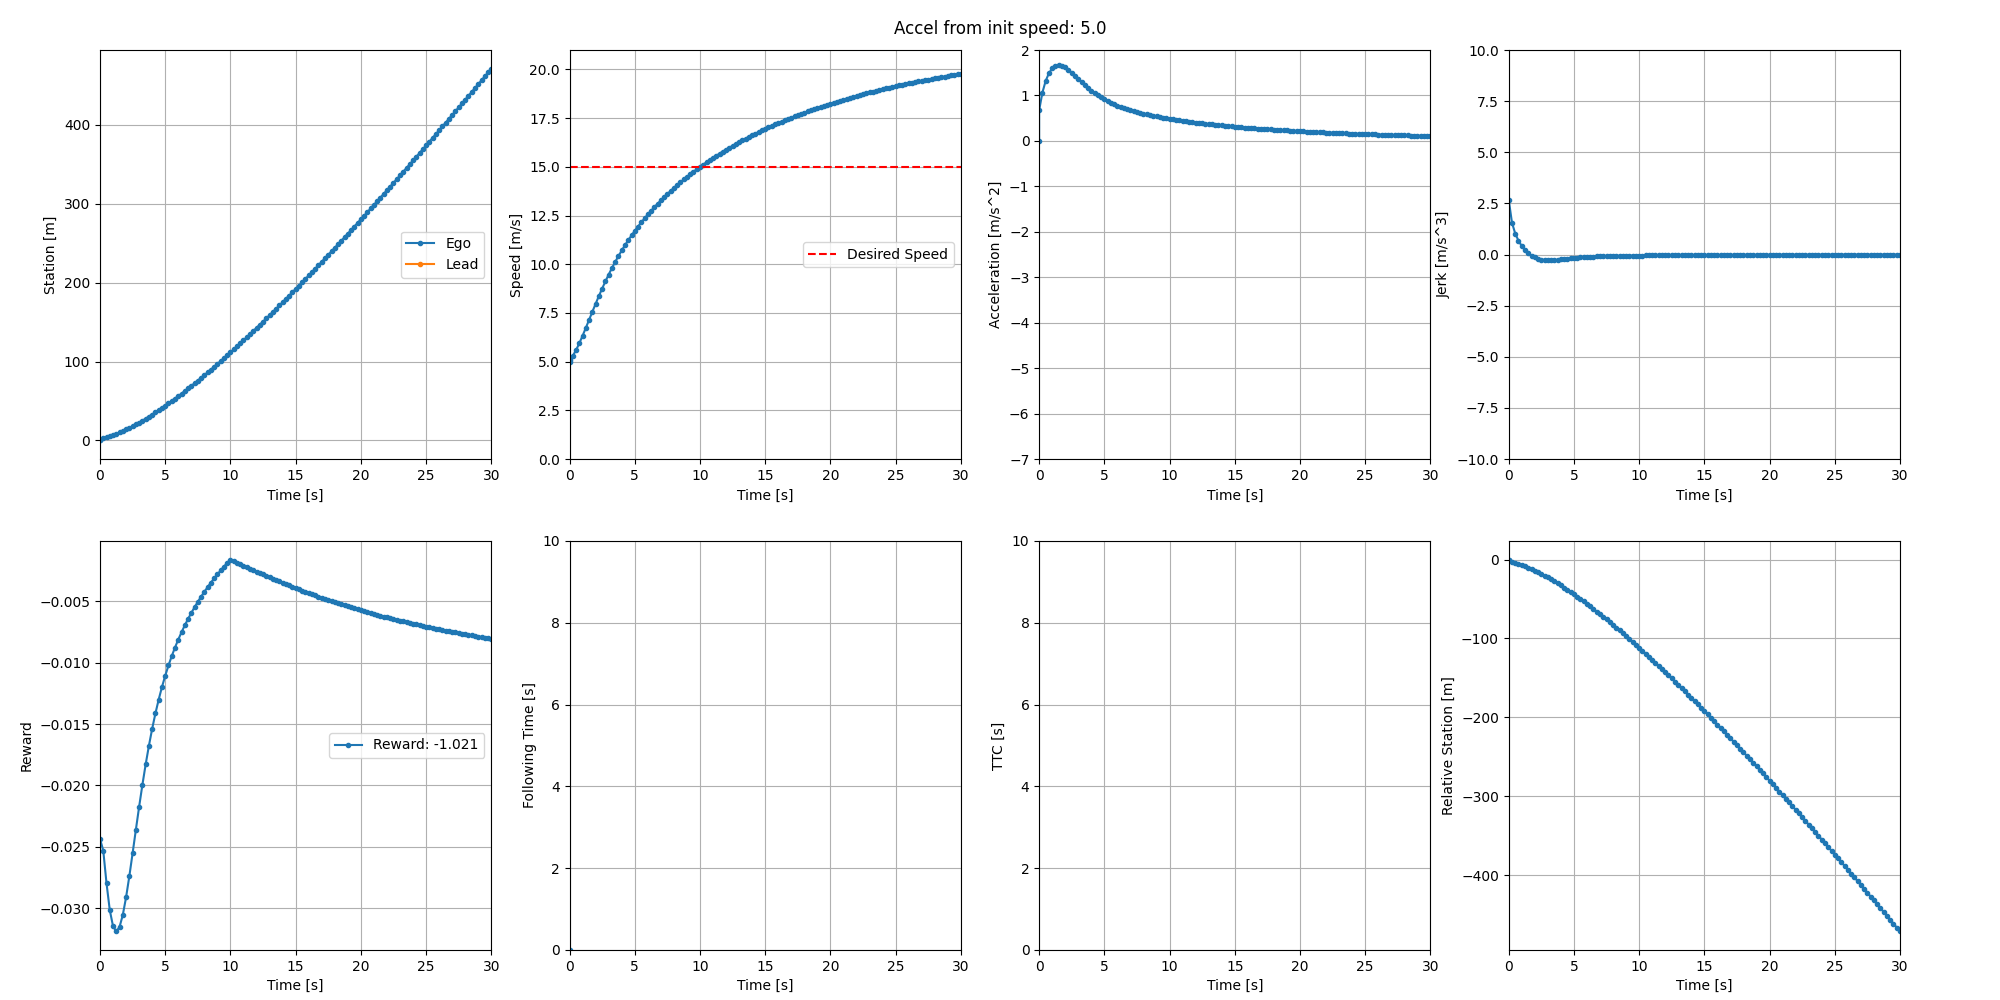 Accel from init speed: 5.0
Station [m]
400
300
200
100
0
0 5 10 15 20 25 30
Time [s]
Ego
Lead
Speed [m/s]
20.0
17.5
15.0
12.5
10.0
7.5
5.0
2.5
0.0
0 5 10 15 20 25 30
Time [s]
Desired Speed
Acceleration [m/s^2]
2
1
0
−1
−2
−3
−4
−5
−6
−7
0 5 10 15 20 25 30
Time [s]
Jerk [m/s^3]
10.0
7.5
5.0
2.5
0.0
−2.5
−5.0
−7.5
−10.0
0 5 10 15 20 25 30
Time [s]
Reward
−0.005
−0.010
−0.015
−0.020
−0.025
−0.030
0 5 10 15 20 25 30
Time [s]
Reward: -1.021
Following Time [s]
10
8
6
4
2
0
0 5 10 15 20 25 30
Time [s]
TTC [s]
10
8
6
4
2
0
0 5 10 15 20 25 30
Time [s]
Relative Station [m]
0
−100
−200
−300
−400
0 5 10 15 20 25 30
Time [s]